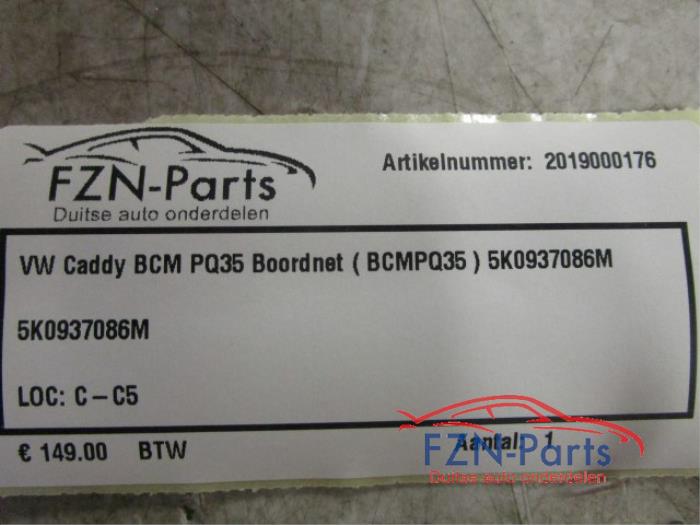 FZN-Parts
Duitse auto onderdelen
Artikelnummer: 2019000176
VW Caddy BCM PQ35 Boordnet ( BCMPQ35 ) 5K0937086M
5K0937086M
LOC: C - C5
€ 149.00 BTW
Aantal: 1
FZN-Parts
Duitse auto onderdelen